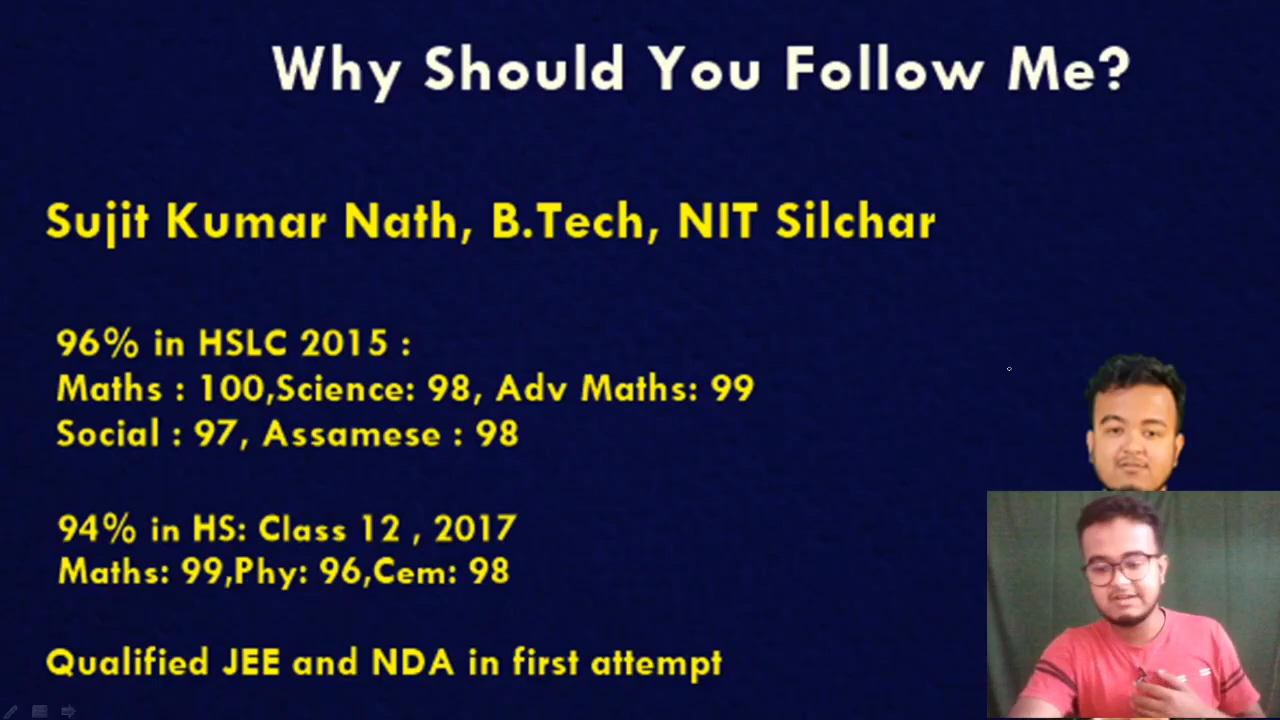 Why Should You Follow Me?
Sujit Kumar Nath, B.Tech, NIT Silchar
96% in HSLC 2015 :
Maths : 100,Science: 98, Adv Maths: 99
Social : 97, Assamese : 98
94% in HS: Class 12 , 2017
Maths: 99,Phy: 96,Cem: 98
Qualified JEE and NDA in first attempt